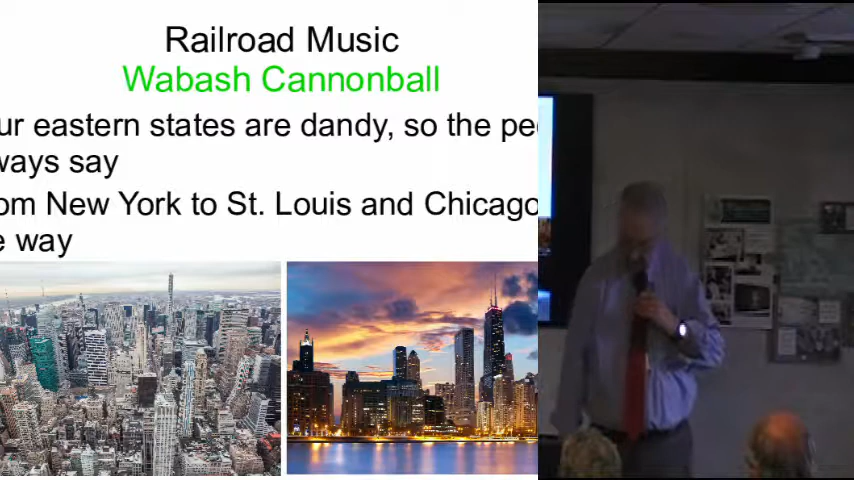 Railroad Music
Wabash Cannonball
ur eastern states are dandy, so the pe
ways say
om New York to St. Louis and Chicago
e way